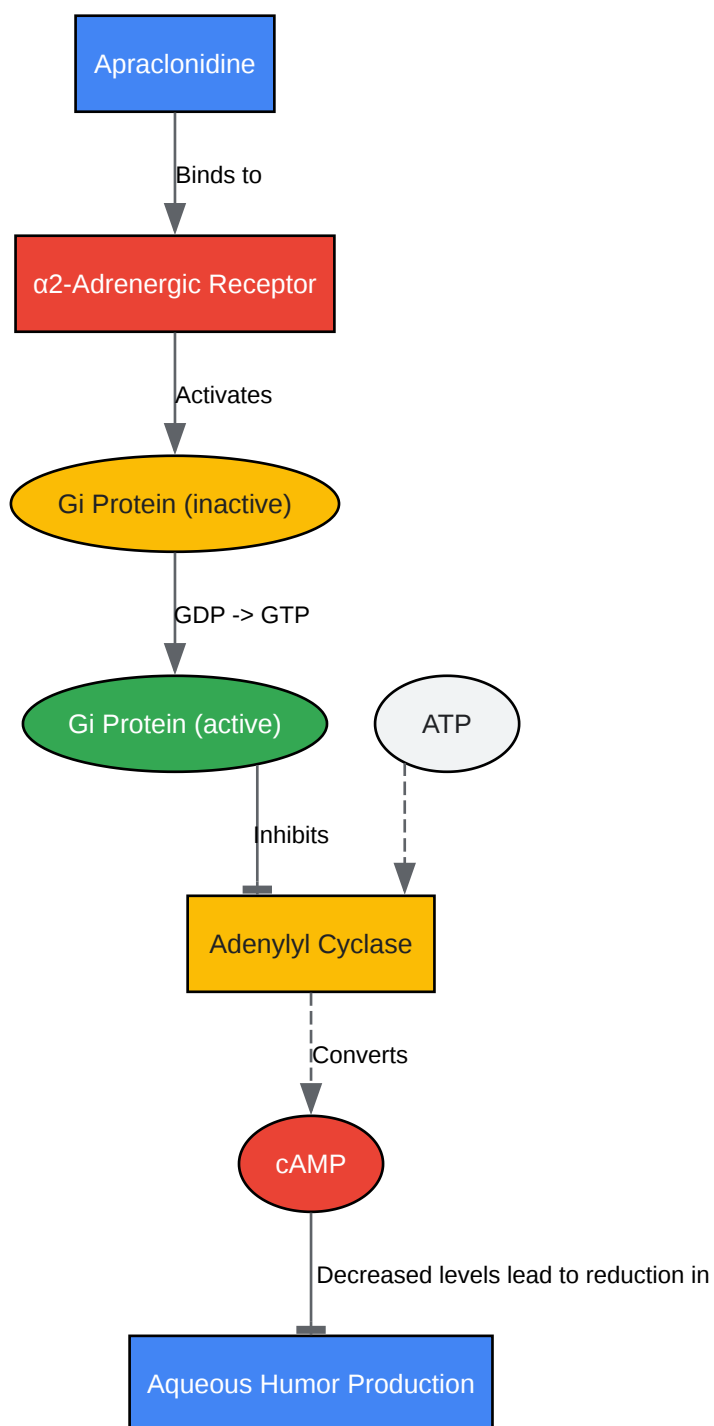 Apraclonidine
Binds to
α2-Adrenergic Receptor
Activates
Gi Protein (inactive)
GDP -> GTP
Gi Protein (active)
ATP
Inhibits
Adenylyl Cyclase
Converts
cAMP
Decreased levels lead to reduction in
Aqueous Humor Production